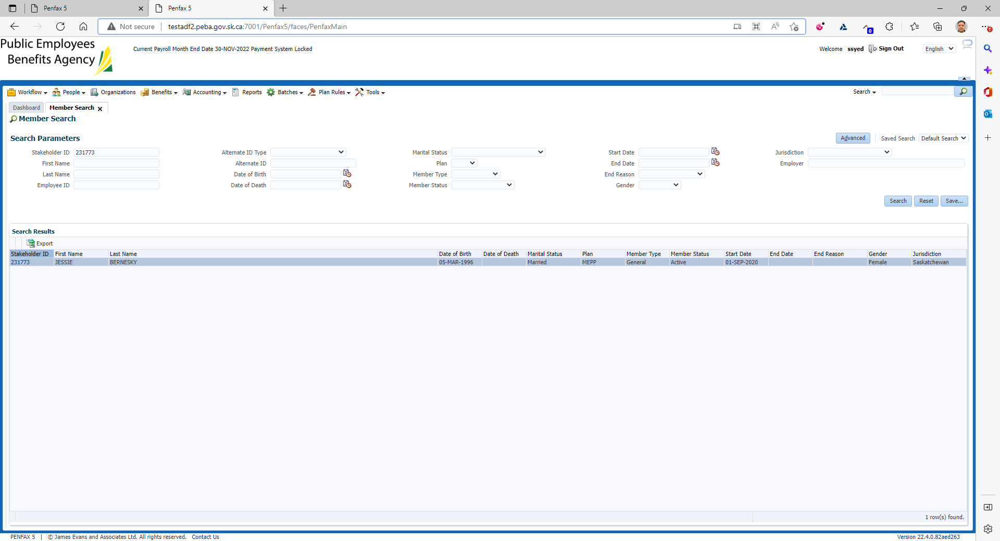 Penfax 5
Penfax 5
Not secure | testadf2.peba.gov.sk.ca:7001/Penfax5/faces/PenfaxMain
0
Public Employees
Benefits Agency
Current Payroll Month End Date 30-NOV-2022 Payment System Locked
Welcome ssyed Sign Out English
Workflow People Organizations Benefits Accounting Reports Batches Plan Rules Tools Search
Dashboard Member Search
Member Search
Search Parameters Advanced Saved Search Default Search
Stakeholder ID 231773 Alternate ID Type Marital Status Start Date Jurisdiction
First Name Alternate ID Plan End Date Employer
Last Name Date of Birth Member Type End Reason
Employee ID Date of Death Member Status Gender
Search Reset Save...
Search Results
Export
Stakeholder ID First Name Last Name Date of Birth Date of Death Marital Status Plan Member Type Member Status Start Date End Date End Reason Gender Jurisdiction
231773 JESSIE BERNESKY 05-MAR-1996 Married MEPP General Active 01-SEP-2020 Female Saskatchewan
1 row(s) found.
PENFAX 5 | © James Evans and Associates Ltd. All rights reserved. Contact Us Version 22.4.0.82aed263